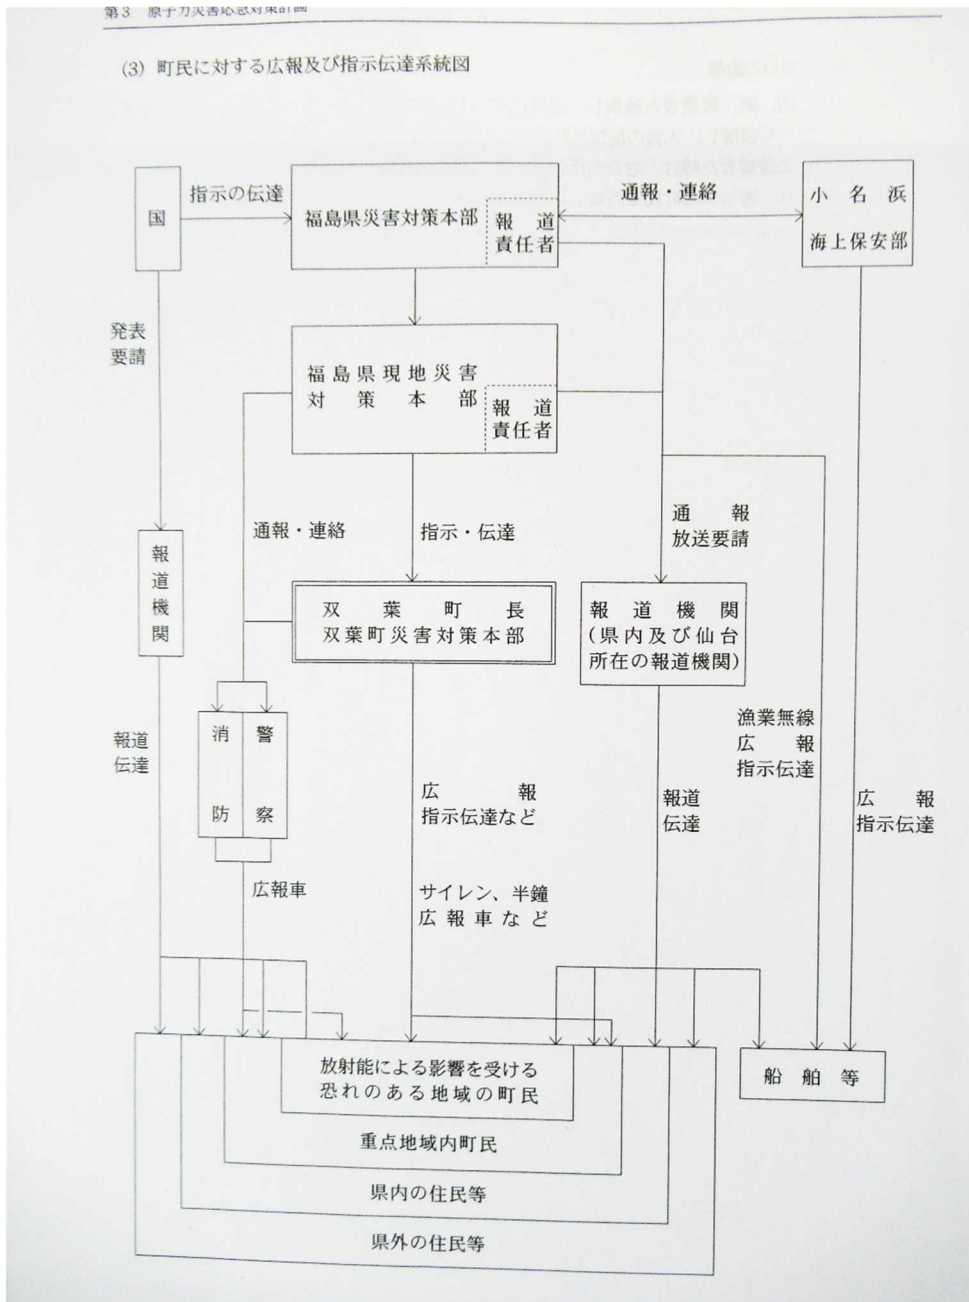 第3 原子力災害応急対策計画
(3) 町民に対する広報及び指示伝達系統図
国
指示の伝達
福島県災害対策本部
報道
責任者
通報・連絡
小名浜
海上保安部
発表
要請
福島県現地災害
対策本部
報道
責任者
通報・連絡
指示・伝達
通報
放送要請
報道機関
双葉町長
双葉町災害対策本部
報道機関
(県内及び仙台
所在の報道機関)
報道
伝達
消防
警察
広報
指示伝達など
報道
伝達
漁業無線
広報
指示伝達
広報
指示伝達
広報車
サイレン、半鐘
広報車など
放射能による影響を受ける
恐れのある地域の町民
船舶等
重点地域内町民
県内の住民等
県外の住民等